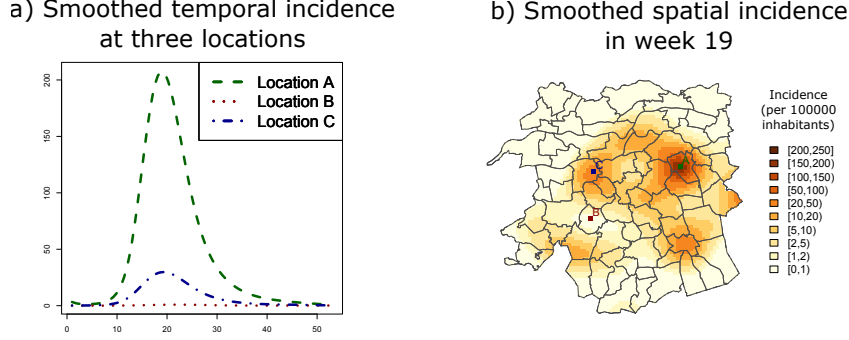 a) Smoothed temporal incidence
at three locations
200
150
100
50
0
0
10
20
30
40
50
Location A
Location B
Location C
b) Smoothed spatial incidence
in week 19
A
C
B
Incidence
(per 100000
inhabitants)
[200,250]
[150,200)
[100,150)
[50,100)
[20,50)
[10,20)
[5,10)
[2,5)
[1,2)
[0,1)